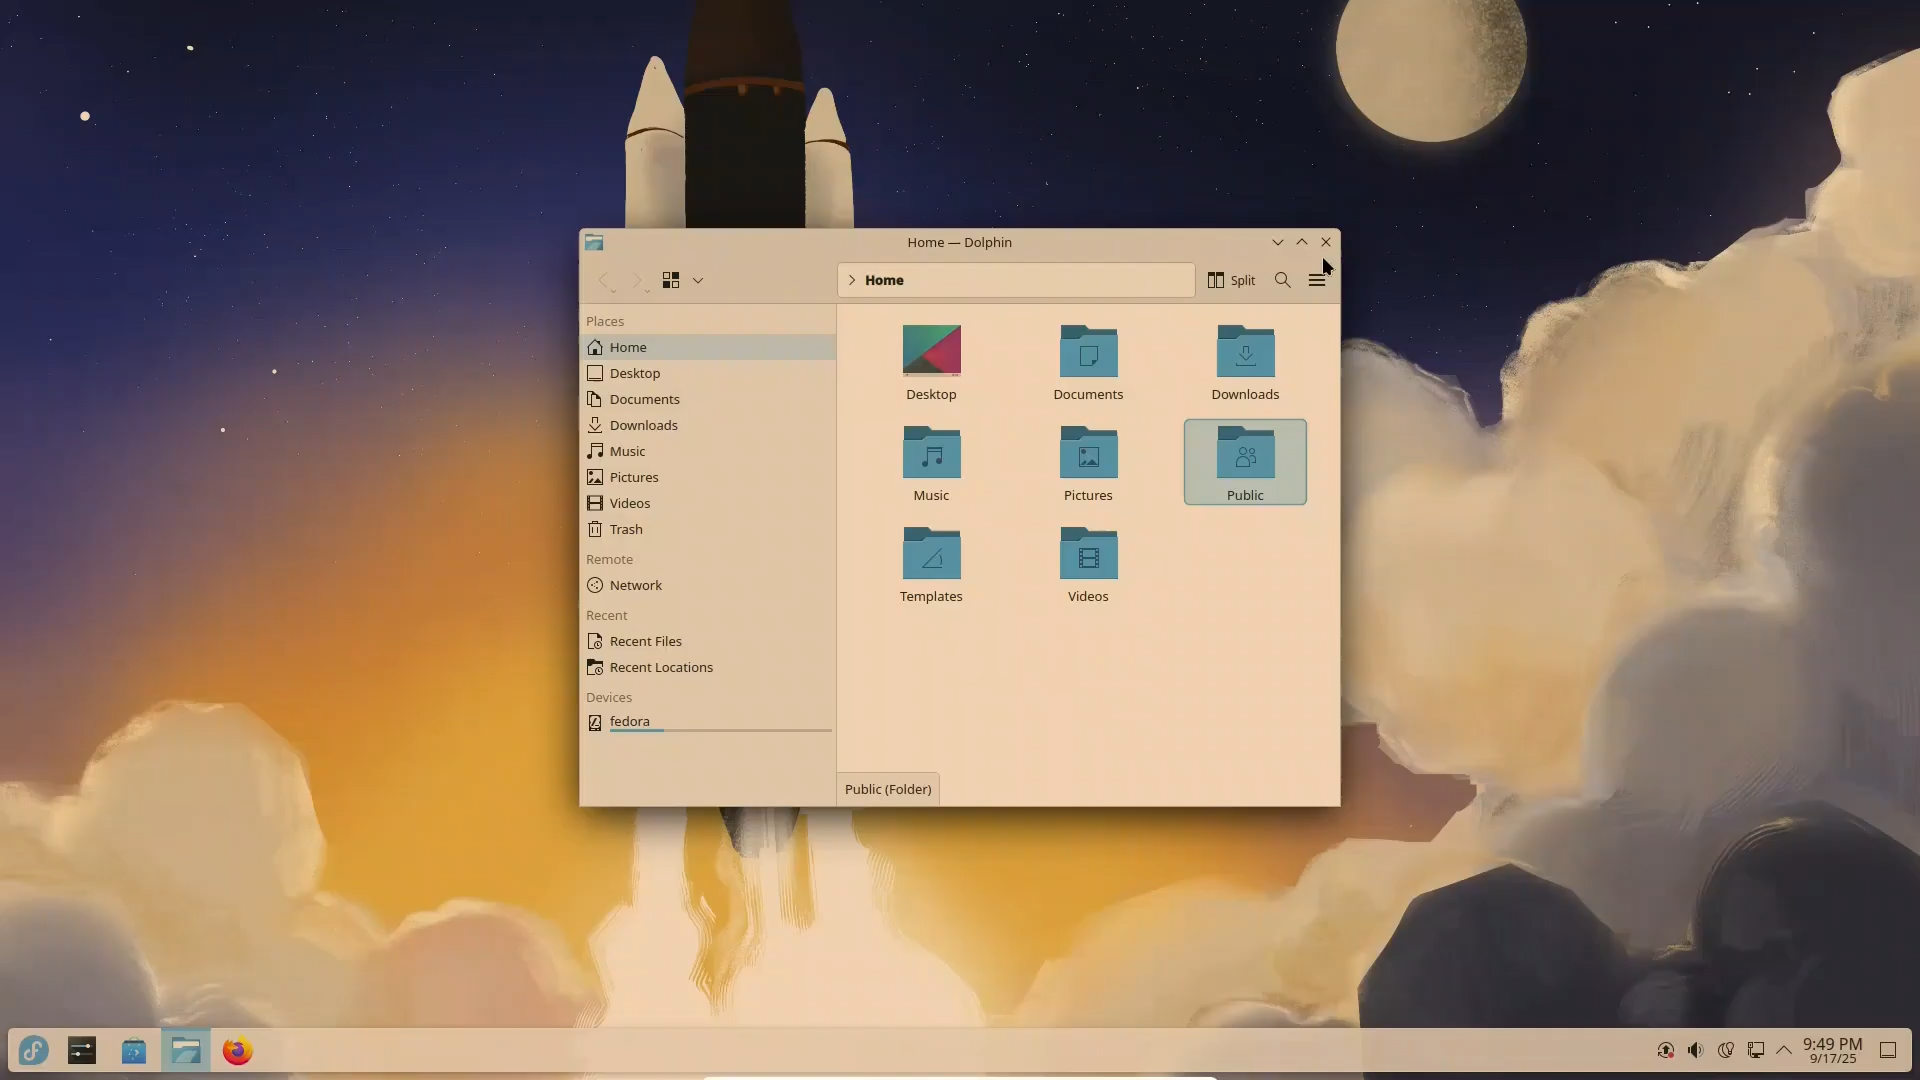 Home — Dolphin
Home
Split
Places
Home
Desktop
Documents
Downloads
Music
Pictures
Videos
Trash
Remote
Network
Recent
Recent Files
Recent Locations
Devices
fedora
Desktop
Documents
Downloads
Music
Pictures
Public
Templates
Videos
Public (Folder)
9:49 PM
9/17/25